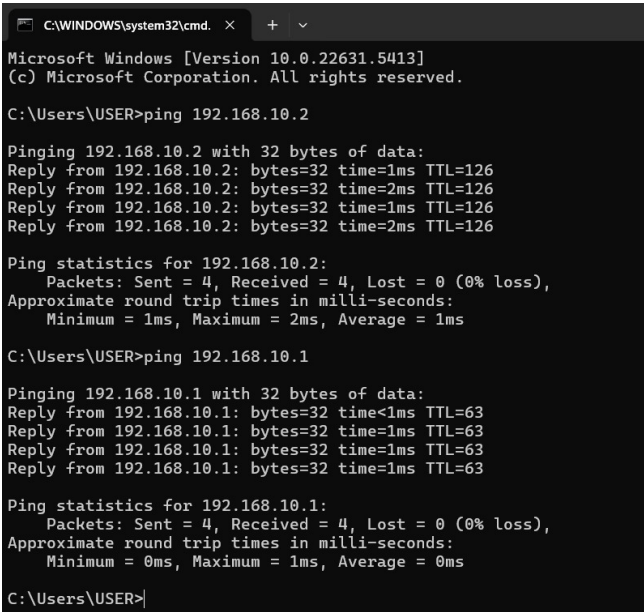 C:\WINDOWS\system32\cmd.
Microsoft Windows [Version 10.0.22631.5413]
(c) Microsoft Corporation. All rights reserved.
C:\Users\USER>ping 192.168.10.2
Pinging 192.168.10.2 with 32 bytes of data:
Reply from 192.168.10.2: bytes=32 time=1ms TTL=126
Reply from 192.168.10.2: bytes=32 time=2ms TTL=126
Reply from 192.168.10.2: bytes=32 time=1ms TTL=126
Reply from 192.168.10.2: bytes=32 time=2ms TTL=126
Ping statistics for 192.168.10.2:
Packets: Sent = 4, Received = 4, Lost = 0 (0% loss),
Approximate round trip times in milli-seconds:
Minimum = 1ms, Maximum = 2ms, Average = 1ms
C:\Users\USER>ping 192.168.10.1
Pinging 192.168.10.1 with 32 bytes of data:
Reply from 192.168.10.1: bytes=32 time<1ms TTL=63
Reply from 192.168.10.1: bytes=32 time=1ms TTL=63
Reply from 192.168.10.1: bytes=32 time=1ms TTL=63
Reply from 192.168.10.1: bytes=32 time=1ms TTL=63
Ping statistics for 192.168.10.1:
Packets: Sent = 4, Received = 4, Lost = 0 (0% loss),
Approximate round trip times in milli-seconds:
Minimum = 0ms, Maximum = 1ms, Average = 0ms
C:\Users\USER>